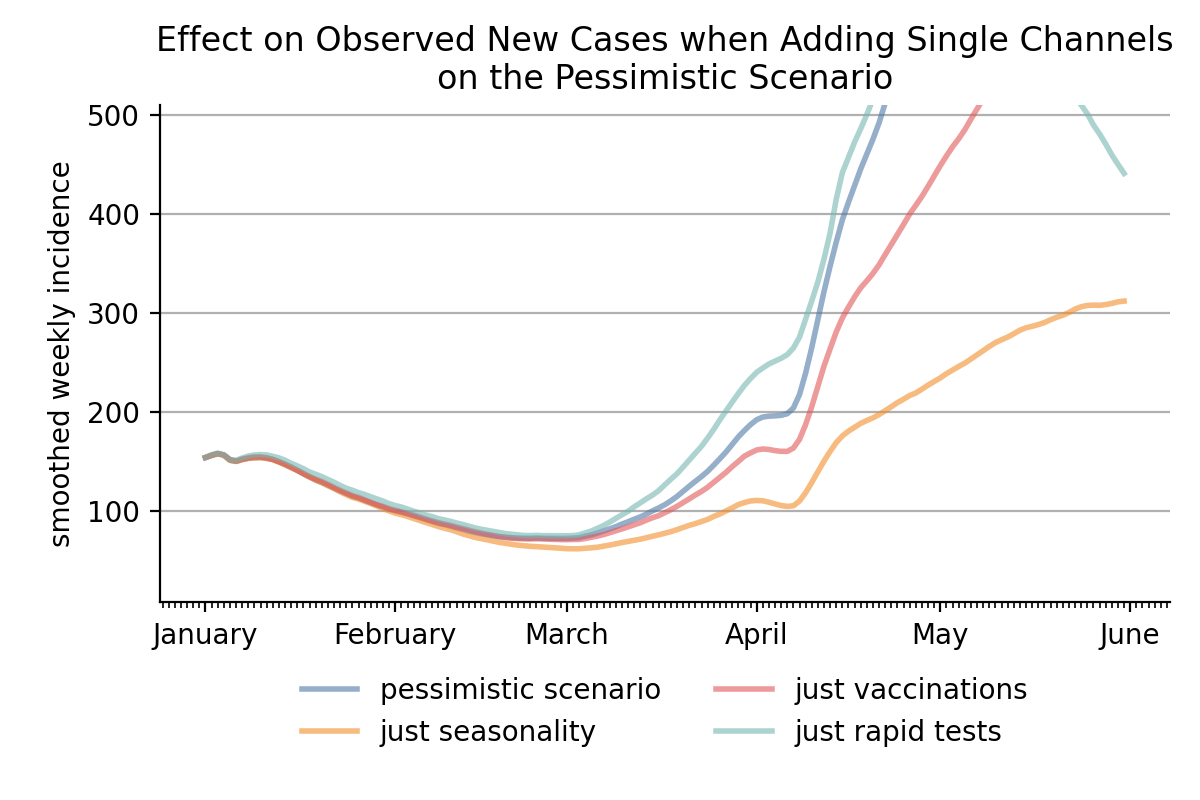 Effect on Observed New Cases when Adding Single Channels
on the Pessimistic Scenario
smoothed weekly incidence
500
400
300
200
100
January February March April May June
pessimistic scenario just vaccinations
just seasonality just rapid tests